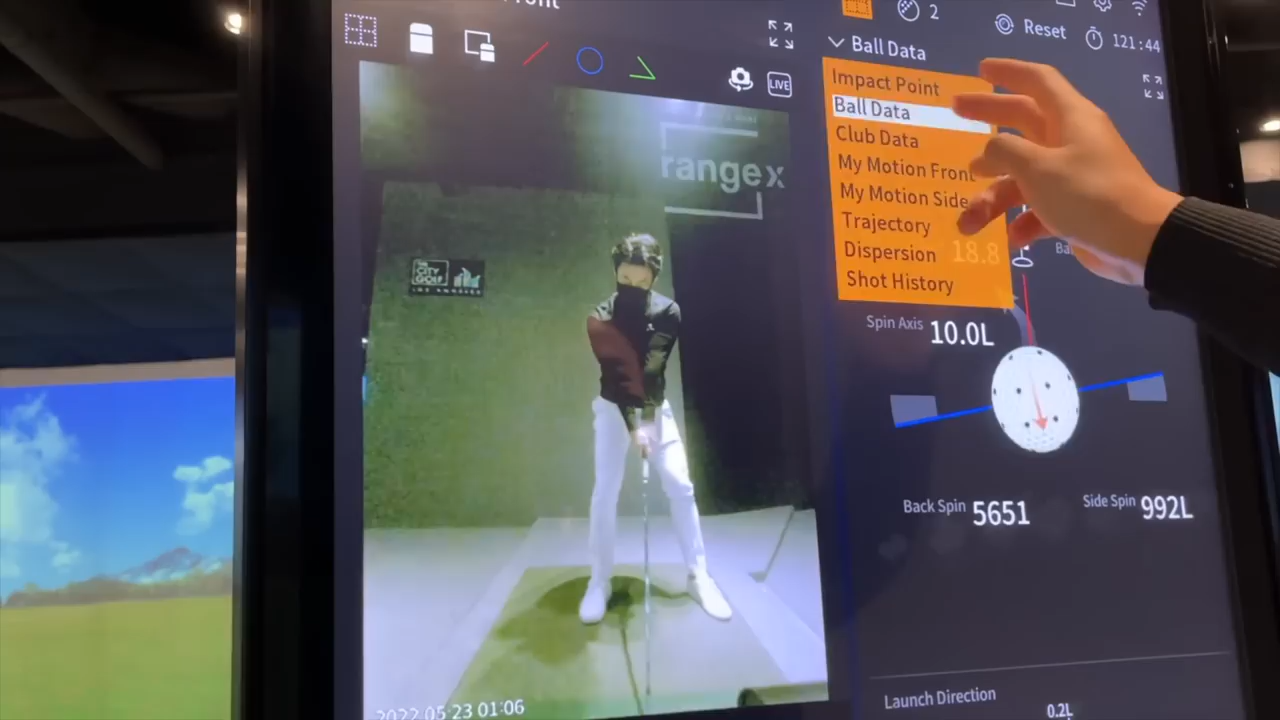 2
Reset
121:44
Ball Data
LIVE
Impact Point
Ball Data
Club Data
My Motion Front
My Motion Side
Trajectory
Dispersion 18.8
Shot History
rangex
THE
CITY
GOLF
LOS ANGELES
Spin Axis 10.0L
Back Spin 5651
Side Spin 992L
Launch Direction
0.2L
2022.05.23 01:06